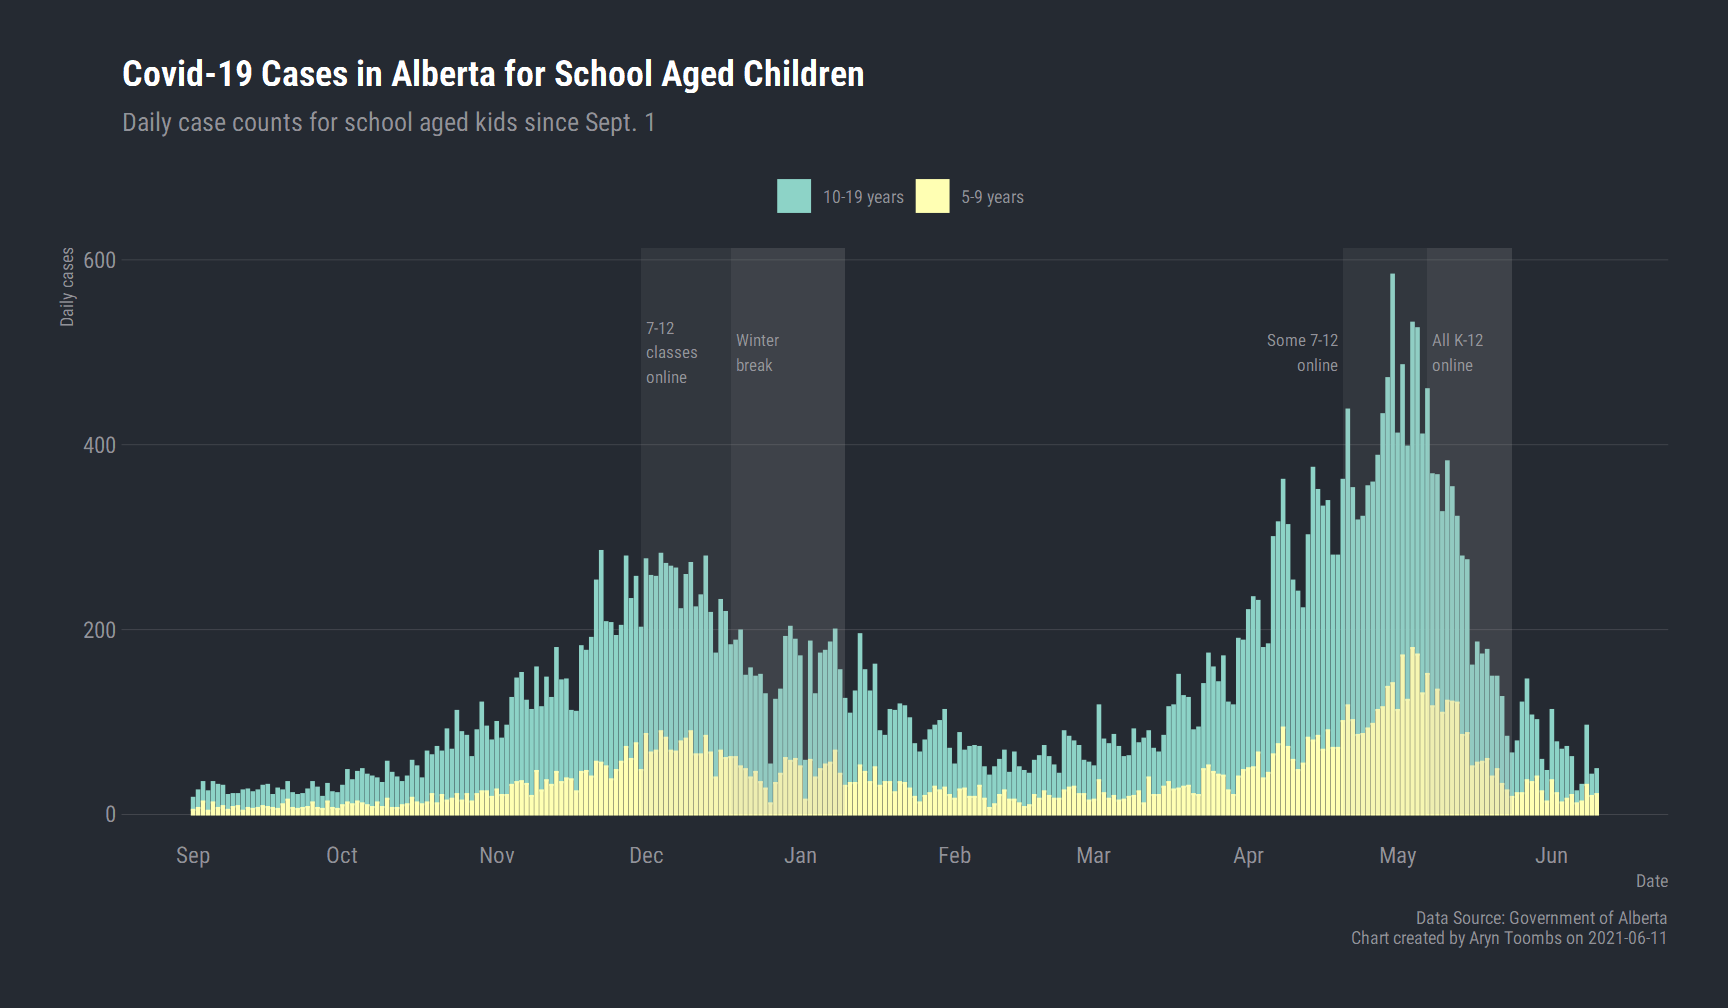 Covid-19 Cases in Alberta for School Aged Children
Daily case counts for school aged kids since Sept. 1
10-19 years
5-9 years
Daily cases
600
400
200
0
7-12
classes
online
Winter
break
Some 7-12
online
All K-12
online
Sep
Oct
Nov
Dec
Jan
Feb
Mar
Apr
May
Jun
Date
Data Source: Government of Alberta
Chart created by Aryn Toombs on 2021-06-11